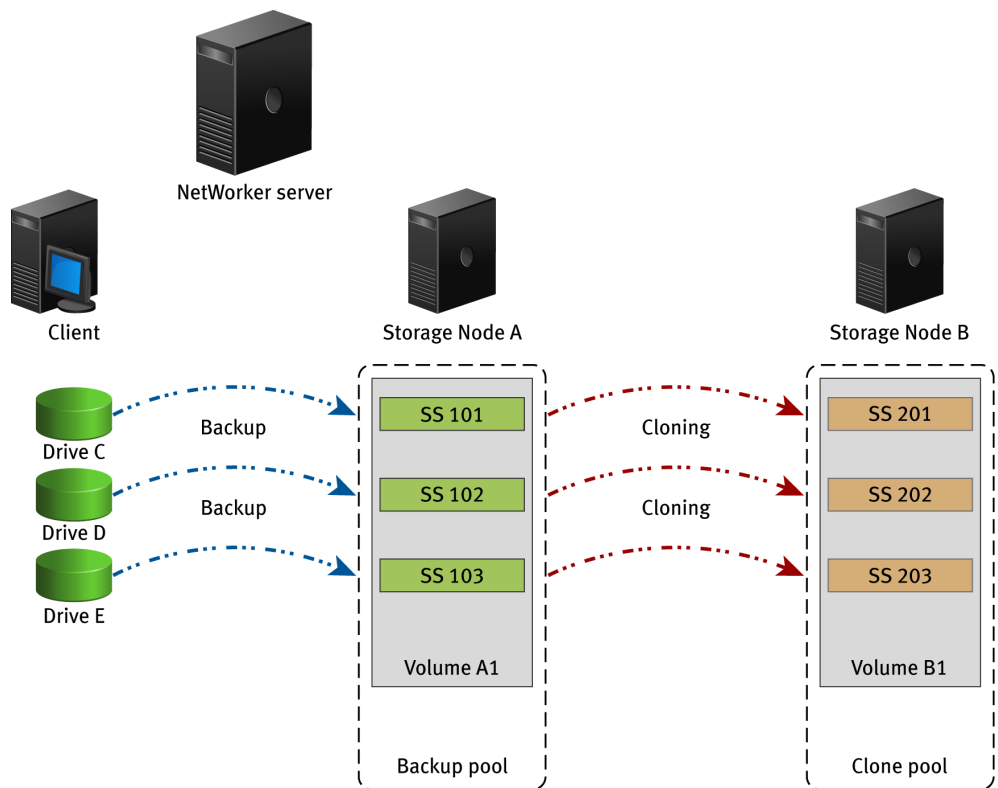 NetWorker server
Client
Storage Node A
Storage Node B
Drive C
Backup
SS 101
Cloning
SS 201
Drive D
Backup
SS 102
Cloning
SS 202
Drive E
SS 103
SS 203
Volume A1
Volume B1
Backup pool
Clone pool